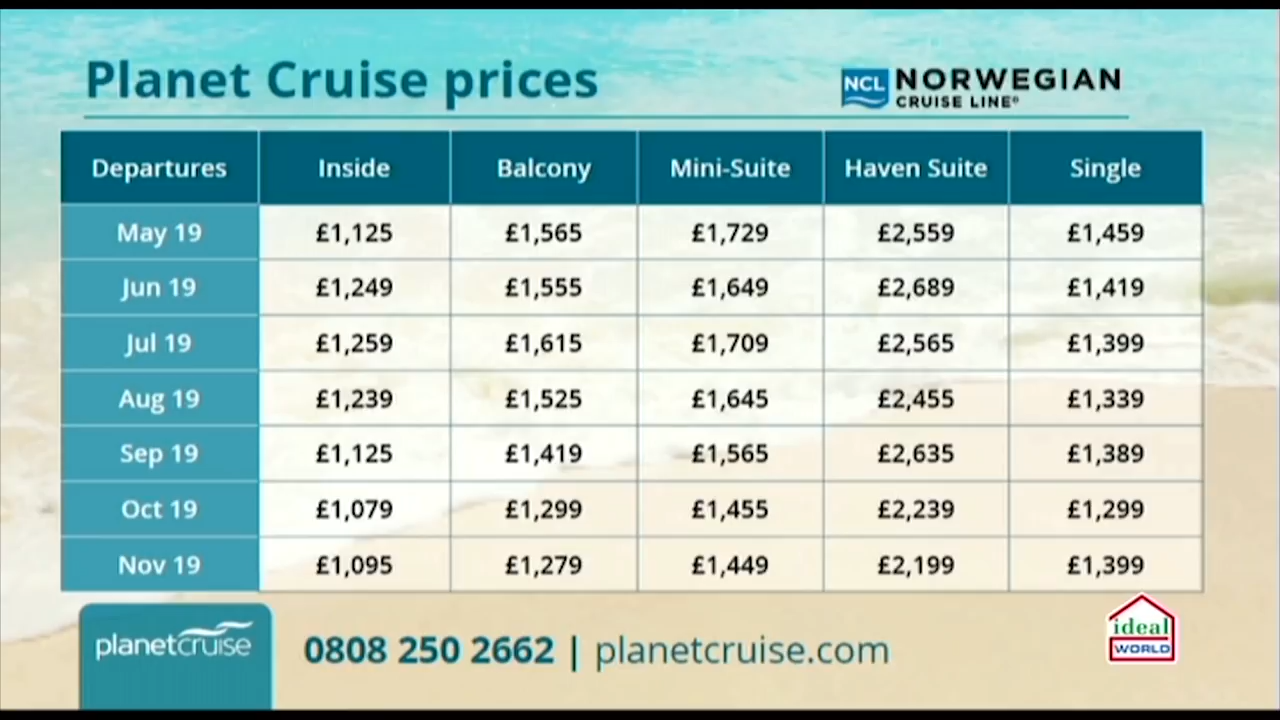 Planet Cruise prices
NCL NORWEGIAN
CRUISE LINE®
Departures Inside Balcony Mini-Suite Haven Suite Single
May 19 £1,125 £1,565 £1,729 £2,559 £1,459
Jun 19 £1,249 £1,555 £1,649 £2,689 £1,419
Jul 19 £1,259 £1,615 £1,709 £2,565 £1,399
Aug 19 £1,239 £1,525 £1,645 £2,455 £1,339
Sep 19 £1,125 £1,419 £1,565 £2,635 £1,389
Oct 19 £1,079 £1,299 £1,455 £2,239 £1,299
Nov 19 £1,095 £1,279 £1,449 £2,199 £1,399
planetcruise
0808 250 2662 | planetcruise.com
ideal
WORLD